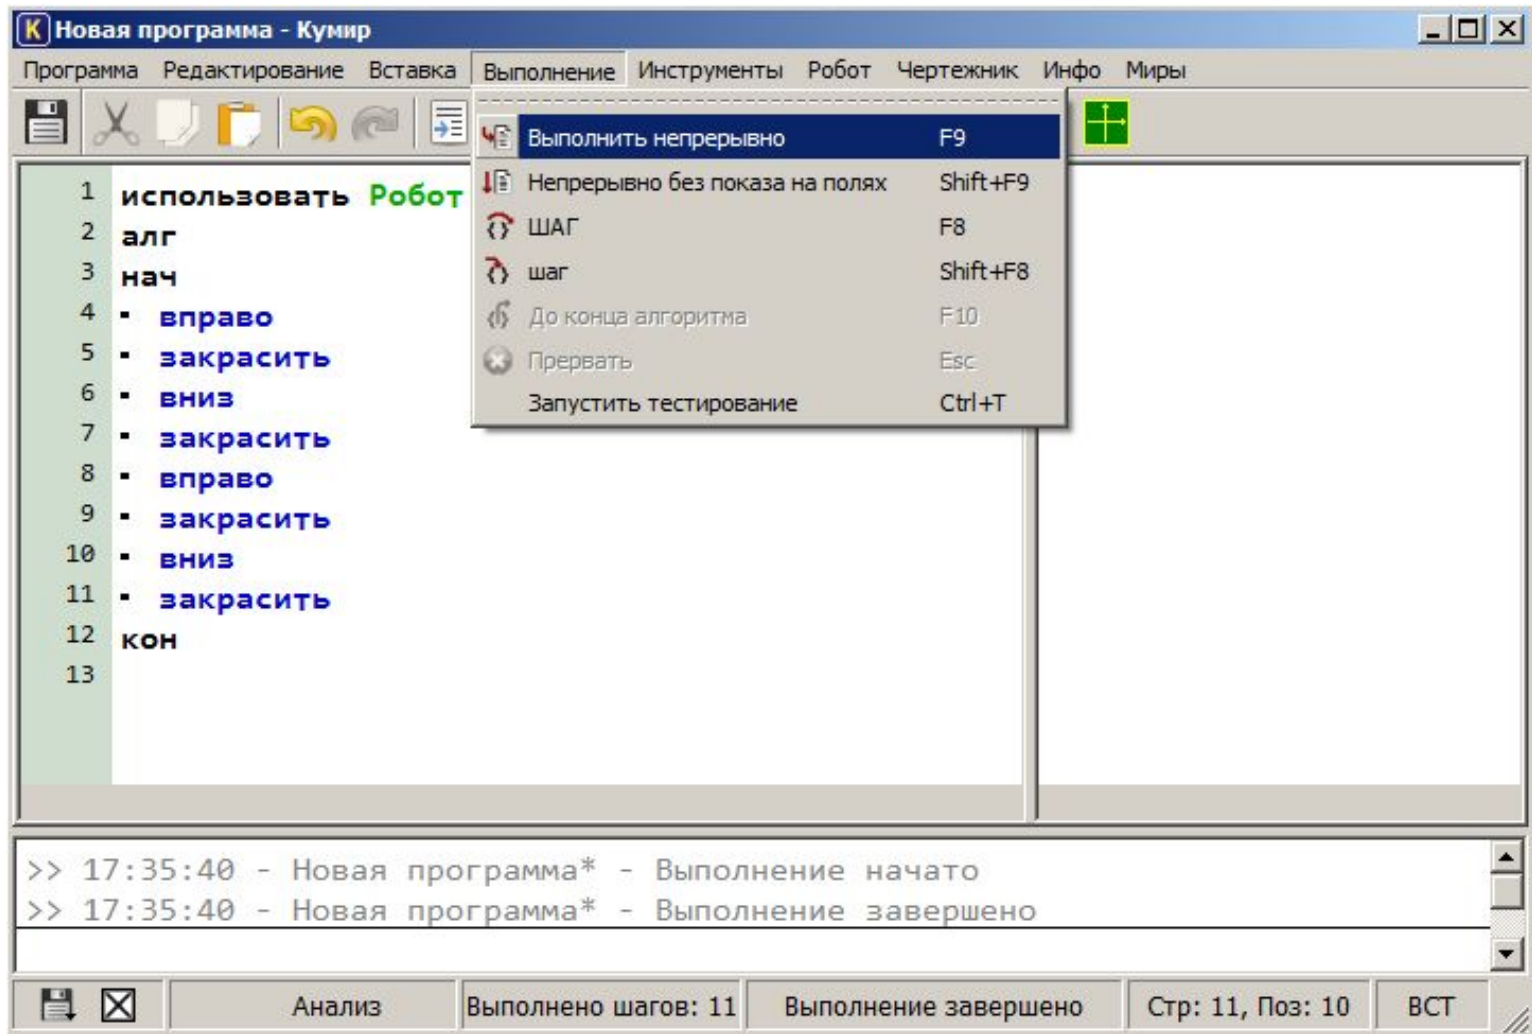 Новая программа - Кумир
Программа Редактирование Вставка Выполнение Инструменты Робот Чертежник Инфо Миры
Выполнить непрерывно F9
Непрерывно без показа на полях Shift+F9
ШАГ F8
шаг Shift+F8
До конца алгоритма F10
Прервать Esc
Запустить тестирование Ctrl+T
1 использовать Робот
2 алг
3 нач
4 вправо
5 закрасить
6 вниз
7 закрасить
8 вправо
9 закрасить
10 вниз
11 закрасить
12 кон
13
>> 17:35:40 - Новая программа* - Выполнение начато
>> 17:35:40 - Новая программа* - Выполнение завершено
Анализ Выполнено шагов: 11 Выполнение завершено Стр: 11, Поз: 10 ВСТ